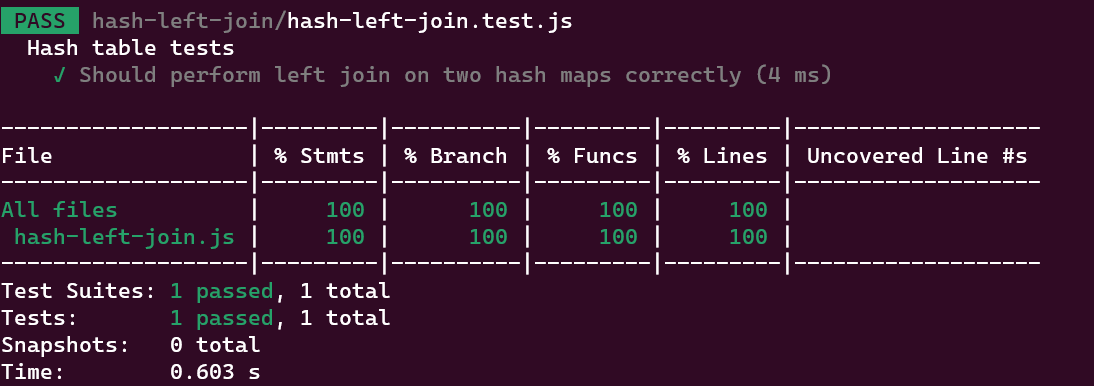 PASS hash-left-join/hash-left-join.test.js
  Hash table tests
    ✓ Should perform left join on two hash maps correctly (4 ms)
-------------------|---------|----------|---------|---------|-------------------
File               | % Stmts | % Branch | % Funcs | % Lines | Uncovered Line #s
-------------------|---------|----------|---------|---------|-------------------
All files          |     100 |      100 |     100 |     100 |
 hash-left-join.js |     100 |      100 |     100 |     100 |
-------------------|---------|----------|---------|---------|-------------------
Test Suites: 1 passed, 1 total
Tests:       1 passed, 1 total
Snapshots:   0 total
Time:        0.603 s